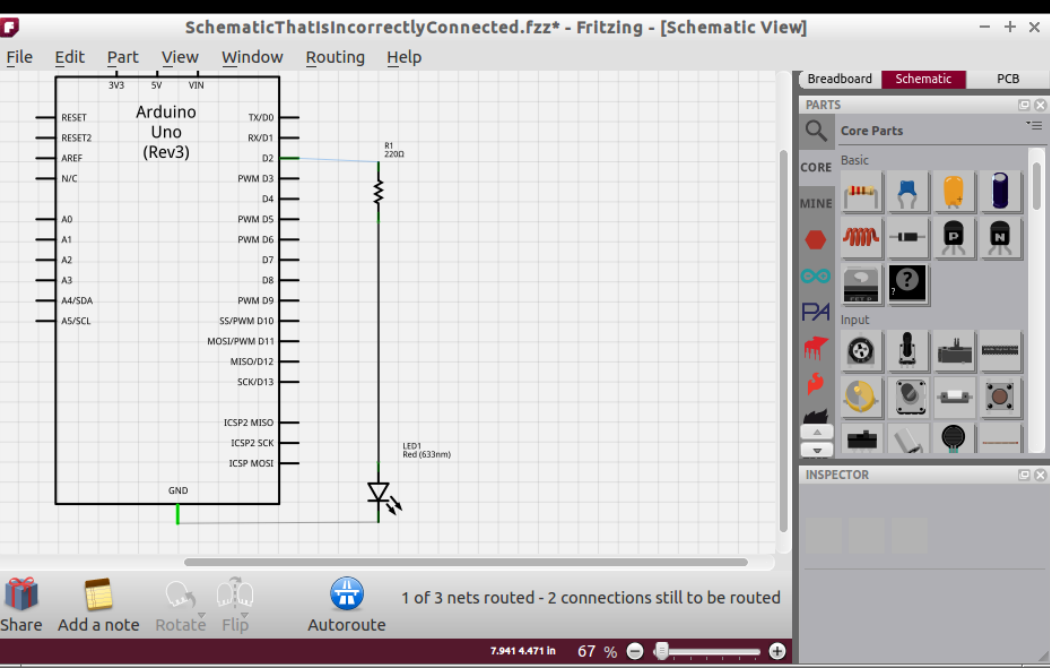 SchematicThatIsIncorrectlyConnected.fzz* - Fritzing - [Schematic View]
File Edit Part View Window Routing Help
Breadboard Schematic PCB
PARTS
Core Parts
CORE
MINE
Basic
Input
INSPECTOR
3V3 5V VIN
Arduino
Uno
(Rev3)
RESET
RESET2
AREF
N/C
A0
A1
A2
A3
A4/SDA
A5/SCL
TX/D0
RX/D1
D2
PWM D3
D4
PWM D5
PWM D6
D7
D8
PWM D9
SS/PWM D10
MOSI/PWM D11
MISO/D12
SCK/D13
ICSP2 MISO
ICSP2 SCK
ICSP MOSI
GND
R1
220Ω
LED1
Red (633nm)
P
N
?
?
PA
Share Add a note Rotate Flip Autoroute
1 of 3 nets routed - 2 connections still to be routed
7.941 4.471 in 67 %